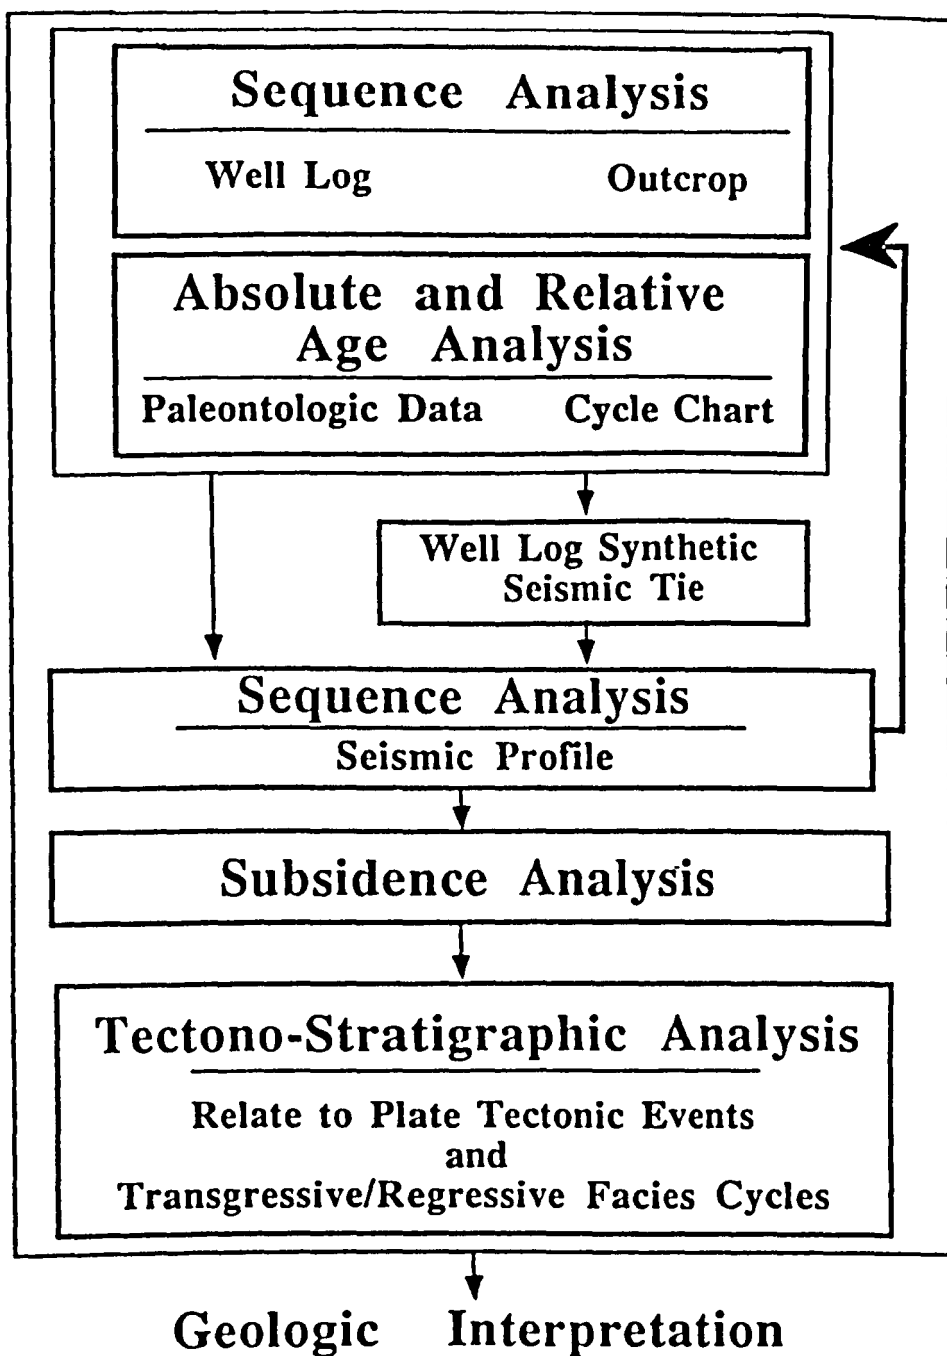 Sequence Analysis
Well Log Outcrop
Absolute and Relative
Age Analysis
Paleontologic Data Cycle Chart
Well Log Synthetic
Seismic Tie
Sequence Analysis
Seismic Profile
Subsidence Analysis
Tectono-Stratigraphic Analysis
Relate to Plate Tectonic Events
and
Transgressive/Regressive Facies Cycles
Geologic Interpretation